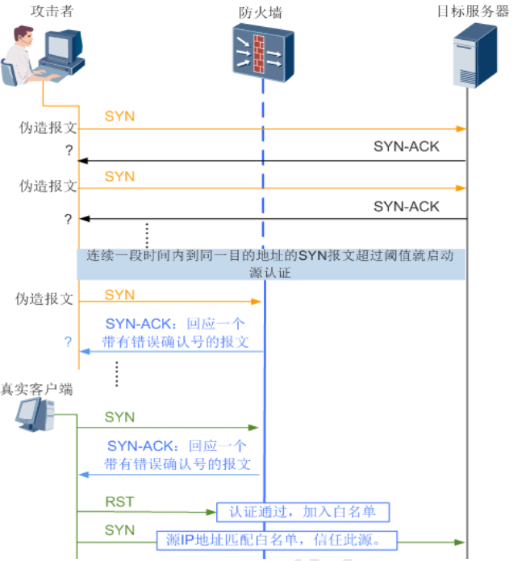 攻击者
防火墙
目标服务器
SYN
伪造报文
SYN-ACK
?
SYN
伪造报文
SYN-ACK
?
连续一段时间内到同一目的地址的SYN报文超过阈值就启动
源认证
伪造报文
SYN
SYN-ACK：回应一个
带有错误确认号的报文
?
真实客户端
SYN
SYN-ACK：回应一个
带有错误确认号的报文
RST
认证通过，加入白名单
SYN
源IP地址匹配白名单，信任此源。